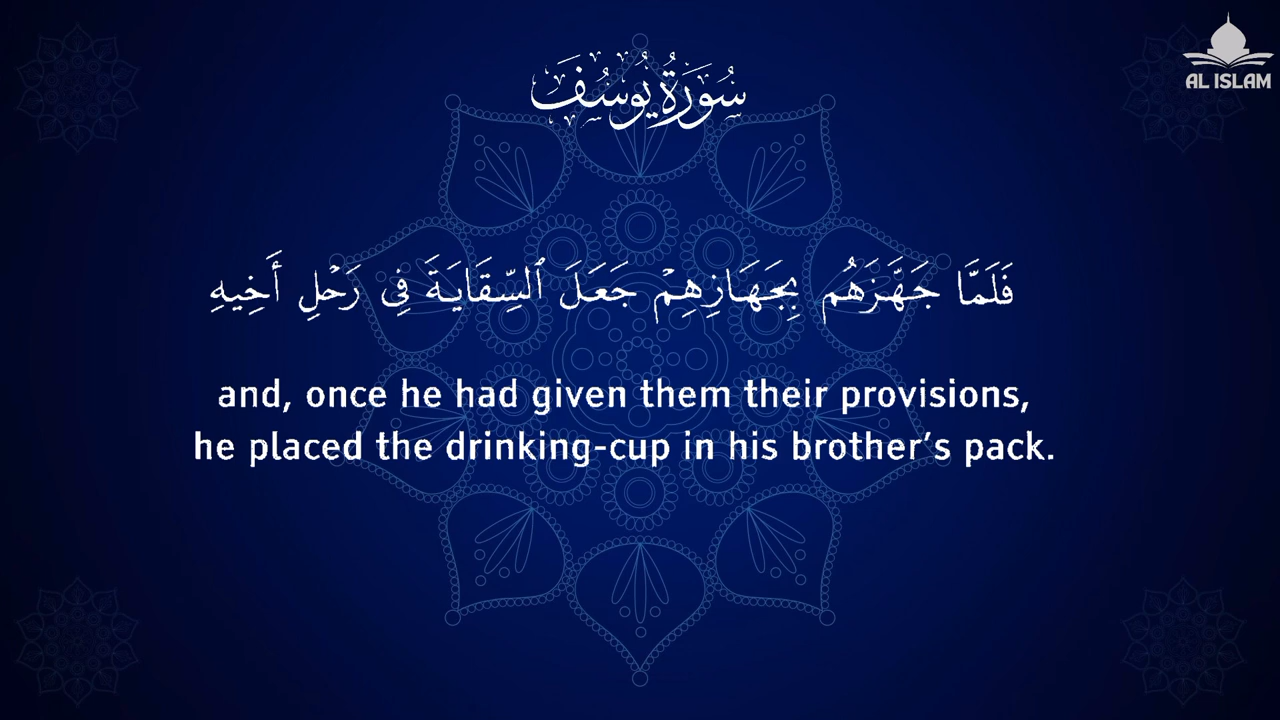 AL ISLAM
سُورَةُ يُوسُفَ
فَلَمَّا جَهَّزَهُم بِجَهَازِهِمْ جَعَلَ ٱلسِّقَايَةَ فِى رَحْلِ أَخِيهِ
and, once he had given them their provisions,
he placed the drinking-cup in his brother’s pack.